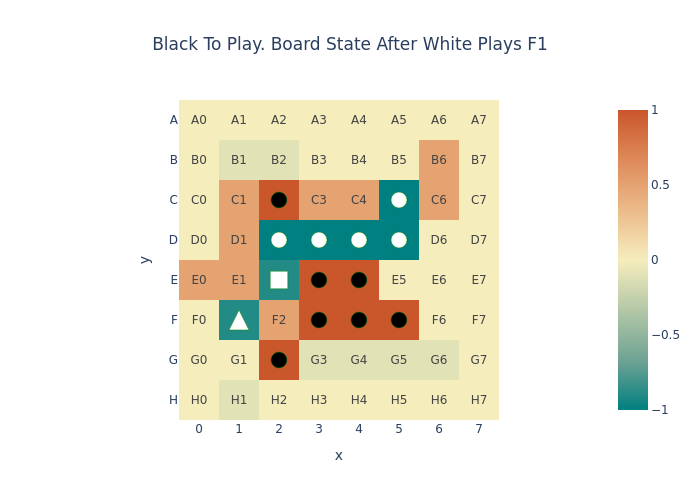 Black To Play. Board State After White Plays F1
A A0 A1 A2 A3 A4 A5 A6 A7
B B0 B1 B2 B3 B4 B5 B6 B7
C C0 C1 C3 C4 C6 C7
D D0 D1 D6 D7
E E0 E1 E5 E6 E7
F F0 F2 F6 F7
G G0 G1 G3 G4 G5 G6 G7
H H0 H1 H2 H3 H4 H5 H6 H7
0 1 2 3 4 5 6 7
x
y
1
0.5
0
−0.5
−1